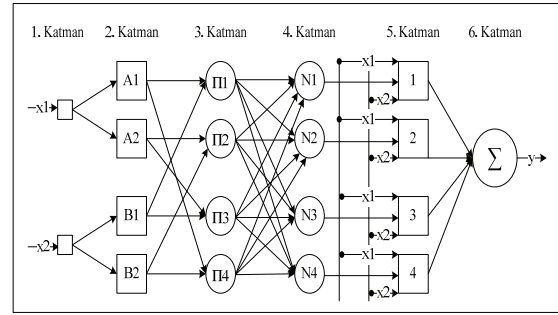 1. Katman 2. Katman 3. Katman 4. Katman 5. Katman 6. Katman
x1 A1 Π1 N1 x1 1
x2
A2 Π2 N2 x1 2
x2
Σ y
B1 Π3 N3 x1 3
x2 x2
B2 Π4 N4 x1 4
x2